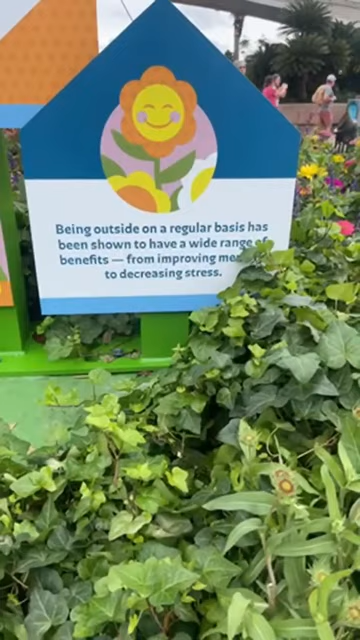 Being outside on a regular basis has
been shown to have a wide range of
benefits — from improving
to decreasing stress.